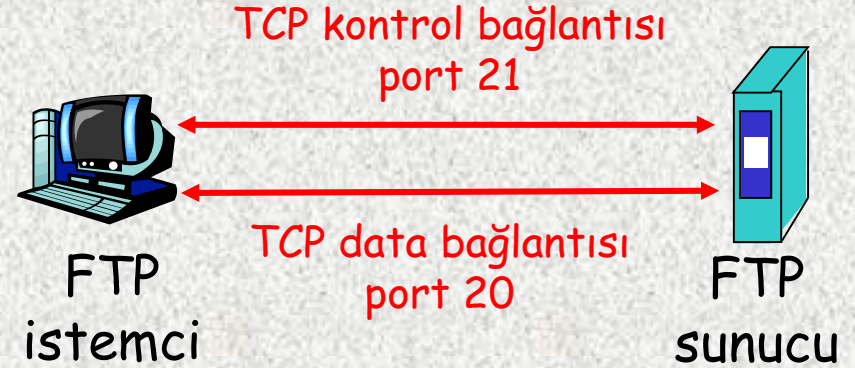 TCP kontrol bağlantısı
port 21
TCP data bağlantısı
port 20
FTP
istemci
FTP
sunucu